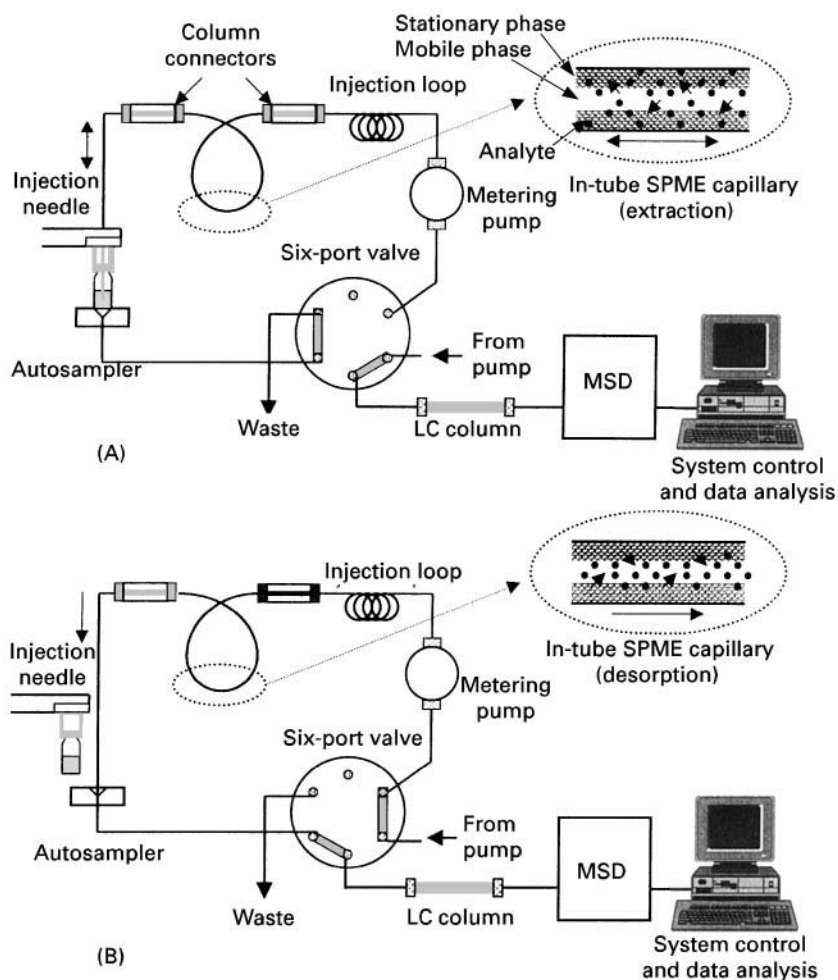 Column
connectors
Injection loop
Stationary phase
Mobile phase
Analyte
In-tube SPME capillary
(extraction)
Injection
needle
Metering
pump
Six-port valve
From
pump
Autosampler
Waste
LC column
MSD
System control
and data analysis
(A)
Injection loop
Injection
needle
In-tube SPME capillary
(desorption)
Metering
pump
Six-port valve
From
pump
Autosampler
Waste
LC column
MSD
System control
and data analysis
(B)